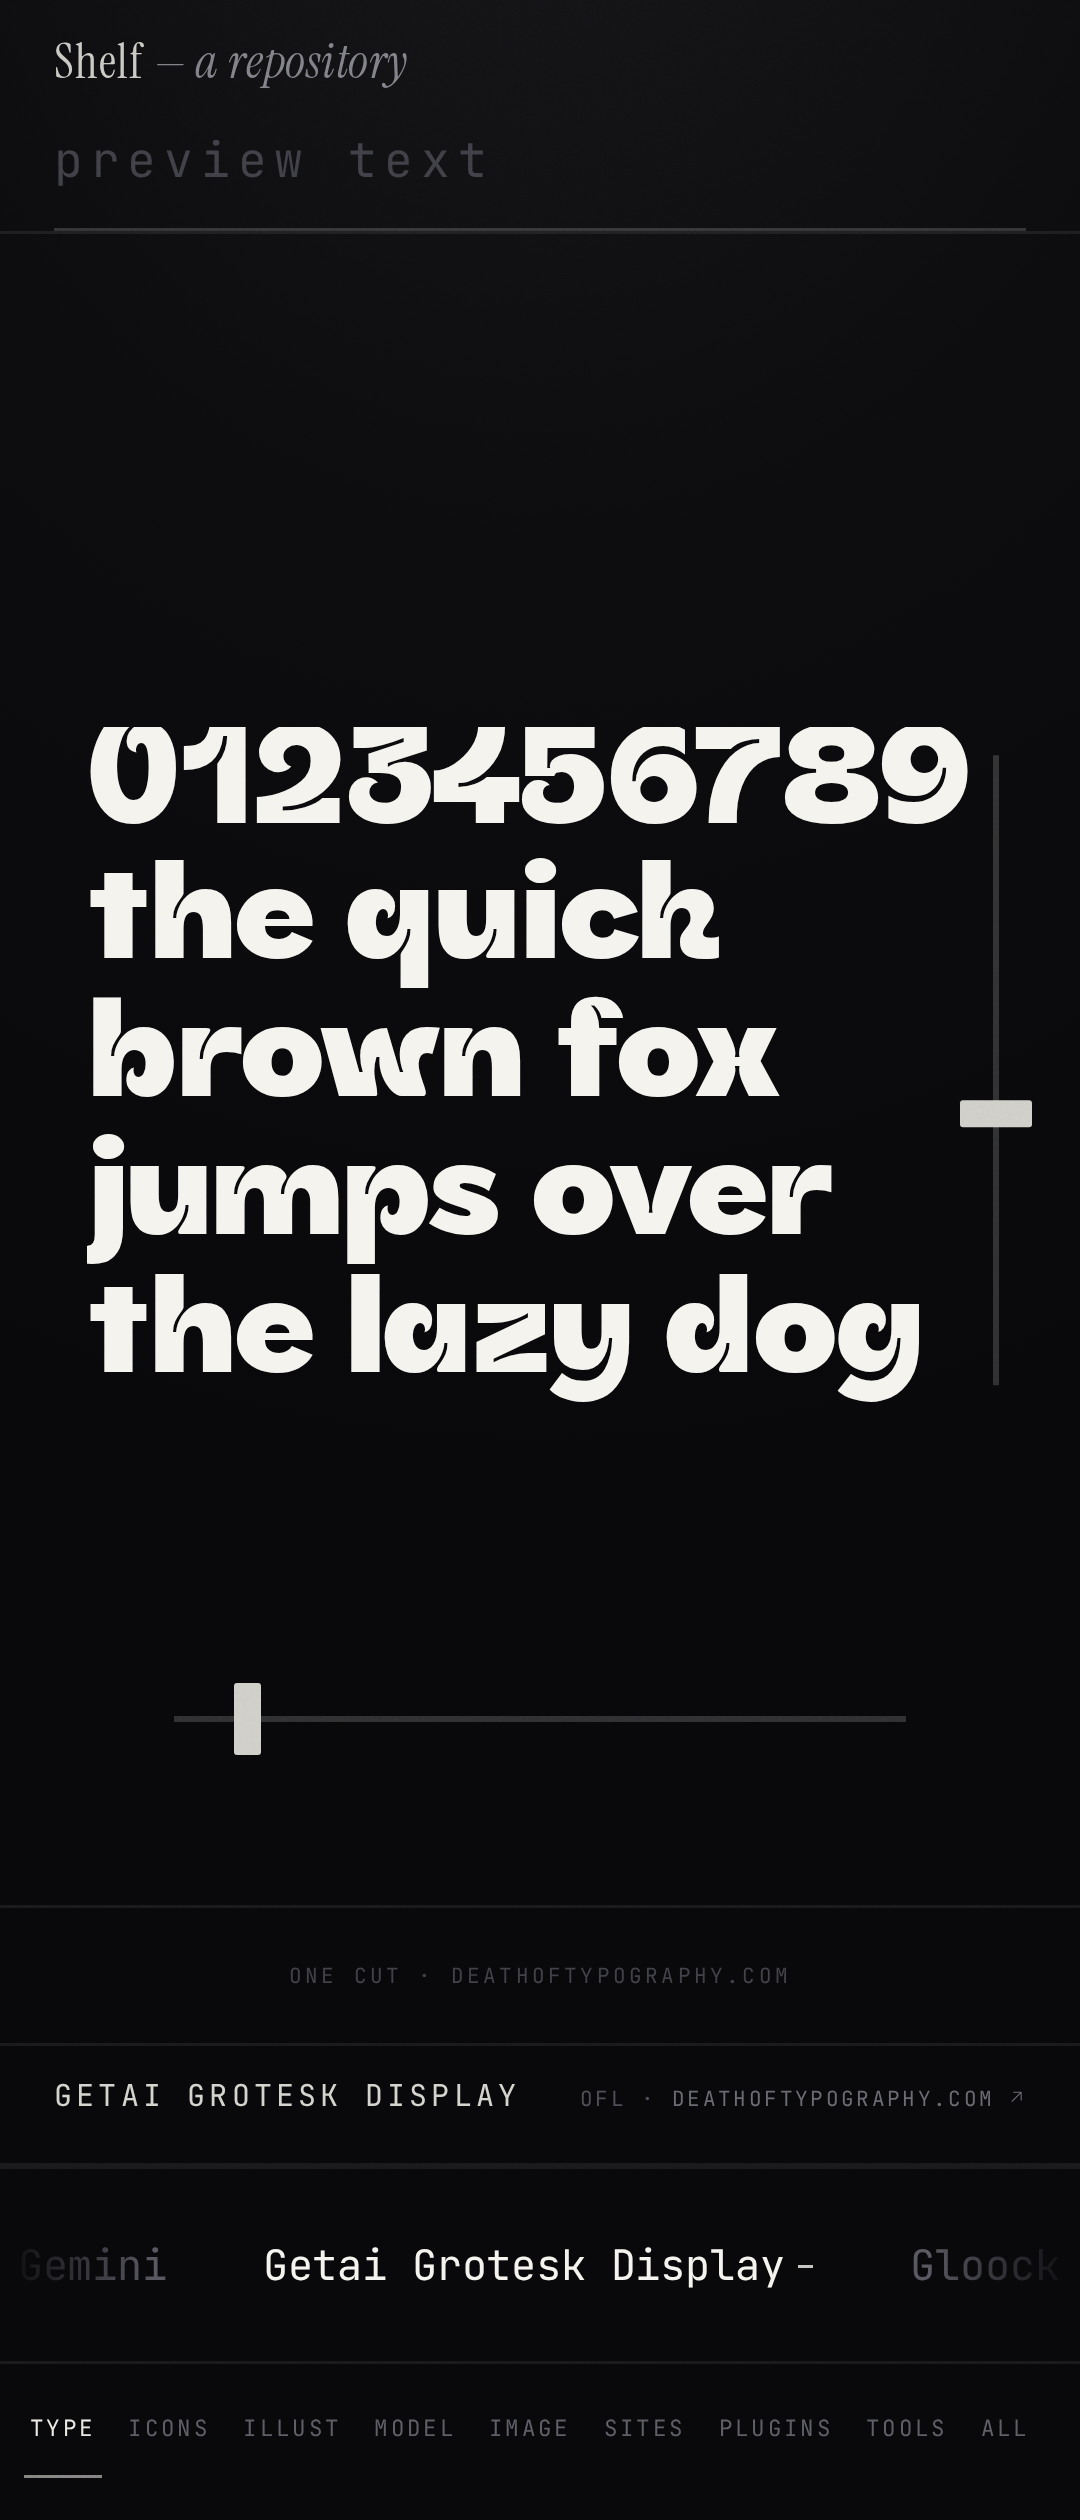 Shelf — a repository
preview text
0123456789
the quick
brown fox
jumps over
the lazy dog
ONE CUT · DEATHOFTYPOGRAPHY.COM
GETAI GROTESK DISPLAY OFL · DEATHOFTYPOGRAPHY.COM ↗
Gemini Getai Grotesk Display – Gloock
TYPE ICONS ILLUST MODEL IMAGE SITES PLUGINS TOOLS ALL